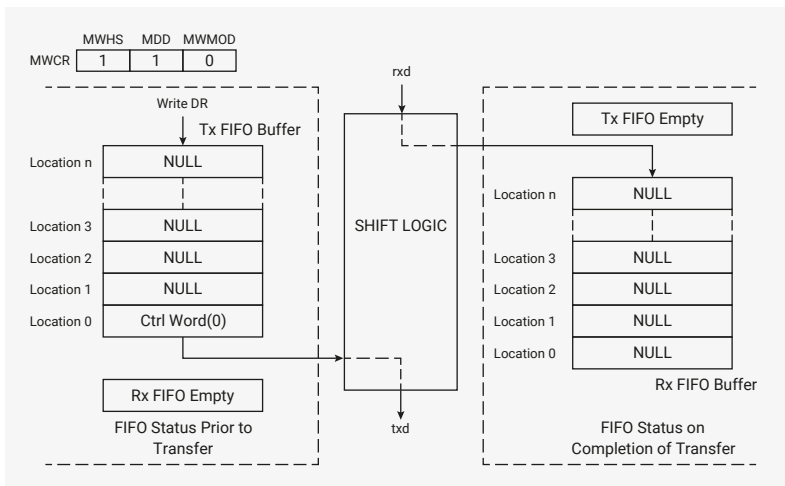 MWHS MDD MWMOD
MWCR 1 1 0
rxd
Write DR
Tx FIFO Buffer
Location n NULL
Location 3 NULL
Location 2 NULL
Location 1 NULL
Location 0 Ctrl Word(0)
Rx FIFO Empty
FIFO Status Prior to
Transfer
SHIFT LOGIC
txd
Tx FIFO Empty
Location n NULL
Location 3 NULL
Location 2 NULL
Location 1 NULL
Location 0 NULL
Rx FIFO Buffer
FIFO Status on
Completion of Transfer